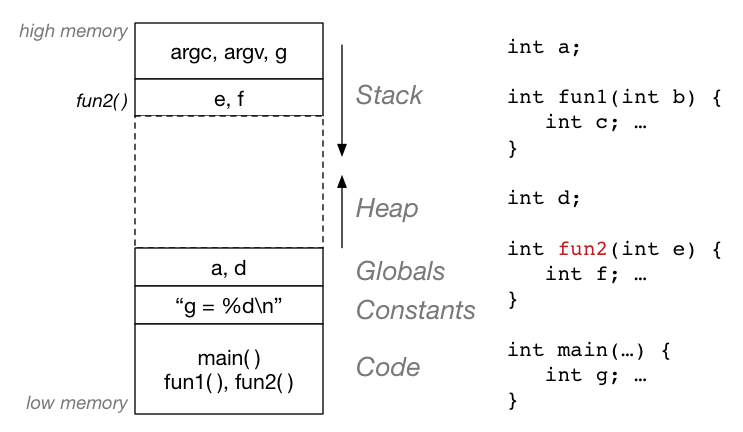 high memory
argc, argv, g
fun2()
e, f
Stack
Heap
a, d
Globals
“g = %d\n”
Constants
main()
fun1(), fun2()
Code
low memory
int a;
int fun1(int b) {
int c; …
}
int d;
int fun2(int e) {
int f; …
}
int main(…) {
int g; …
}